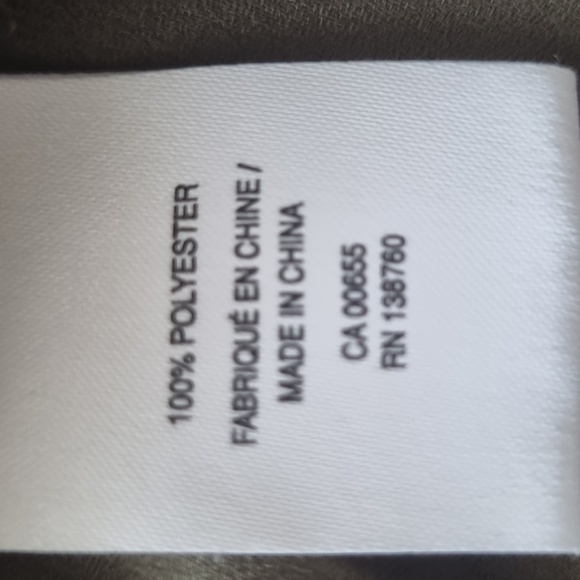 100% POLYESTER
FABRIQUÉ EN CHINE /
MADE IN CHINA
CA 00655
RN 138760